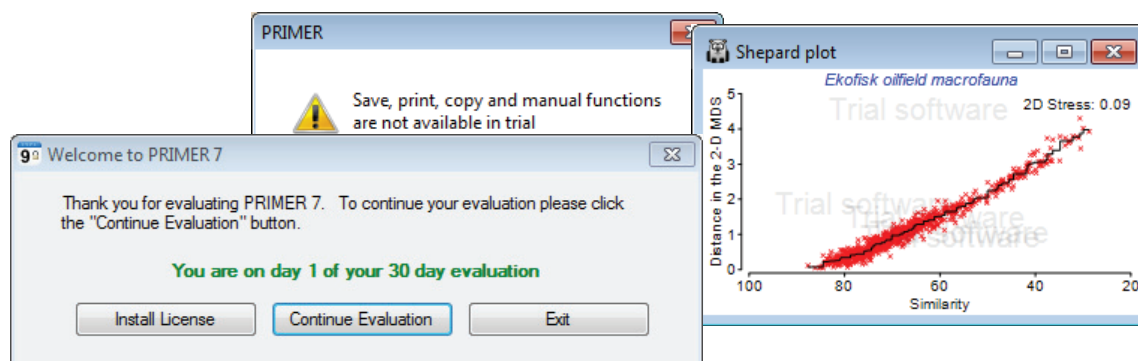 PRIMER
Save, print, copy and manual functions
are not available in trial
Welcome to PRIMER 7
Thank you for evaluating PRIMER 7. To continue your evaluation please click
the "Continue Evaluation" button.
You are on day 1 of your 30 day evaluation
Install License
Continue Evaluation
Exit
Shepard plot
Ekofisk oilfield macrofauna
Trial software
2D Stress: 0.09
Distance in the 2-D MDS
5
4
3
2
1
0
Trial software
Trial software
Trial software
100
80
60
40
20
Similarity